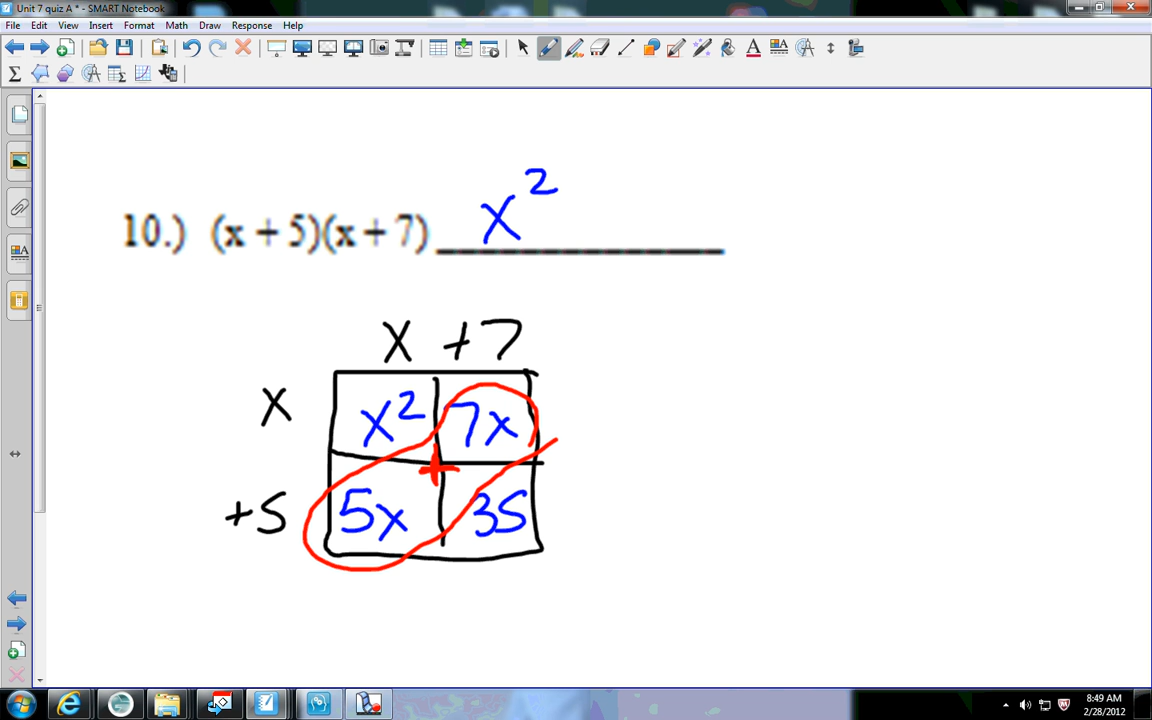 Unit 7 quiz A * - SMART Notebook
File Edit View Insert Format Math Draw Response Help
x²
10.) (x + 5)(x + 7) ________________
x +7
x x² 7x
+
+5 5x 35
8:49 AM
2/28/2012